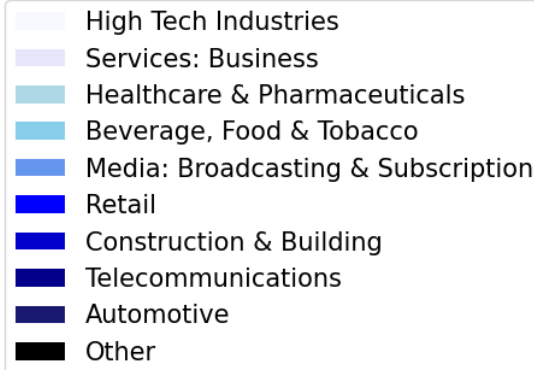 High Tech Industries
Services: Business
Healthcare & Pharmaceuticals
Beverage, Food & Tobacco
Media: Broadcasting & Subscription
Retail
Construction & Building
Telecommunications
Automotive
Other